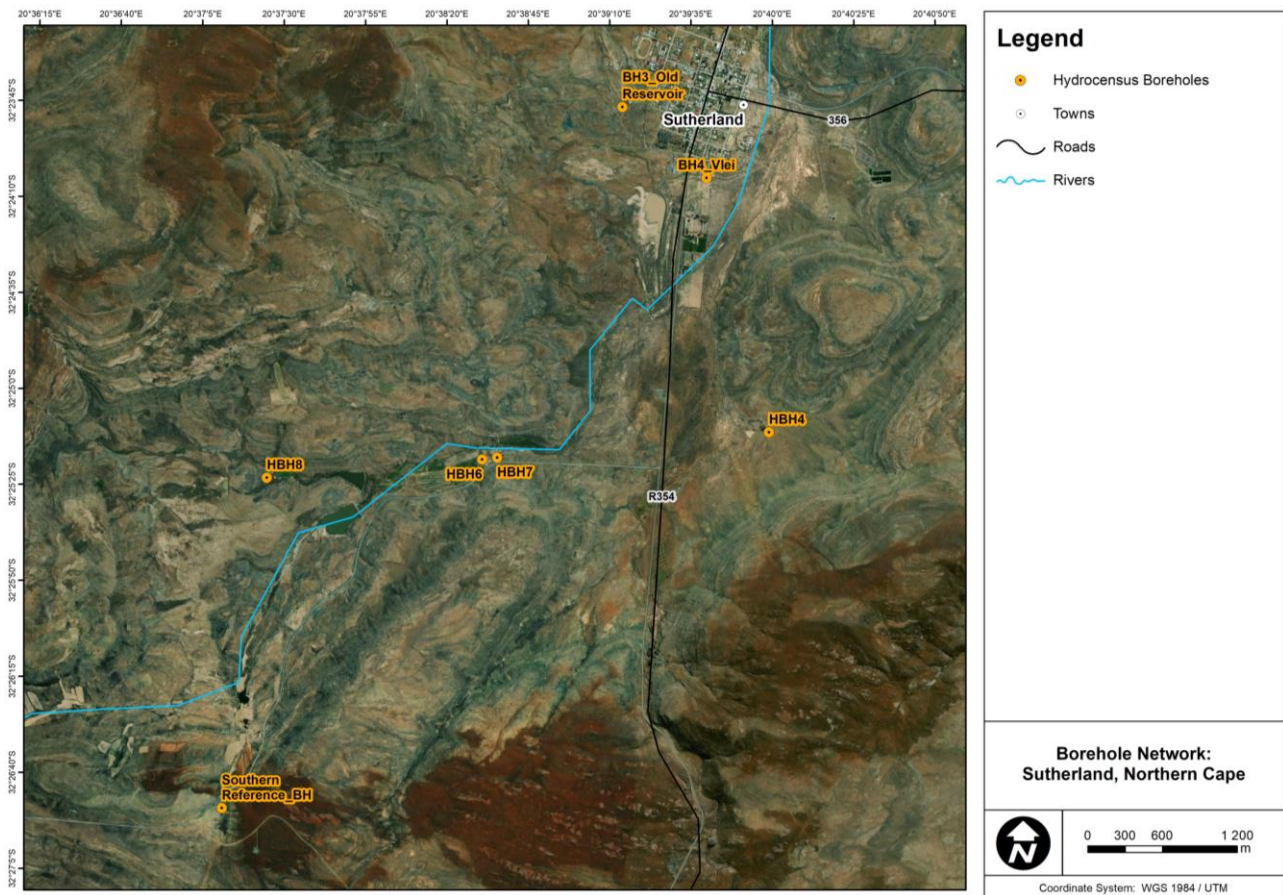 20°36'15"E
20°36'40"E
20°37'5"E
20°37'30"E
20°37'55"E
20°38'20"E
20°38'45"E
20°39'10"E
20°39'35"E
20°40'0"E
20°40'25"E
20°40'50"E
32°23'45"S
32°24'10"S
32°24'35"S
32°25'0"S
32°25'25"S
32°25'50"S
32°26'15"S
32°26'40"S
32°27'5"S
BH3_Old
Reservoir
Sutherland
356
BH4_Vlei
HBH4
HBH8
HBH6
HBH7
R354
Southern
Reference_BH
Legend
Hydrocensus Boreholes
Towns
Roads
Rivers
Borehole Network:
Sutherland, Northern Cape
N
0 300 600 1 200
m
Coordinate System: WGS 1984 / UTM